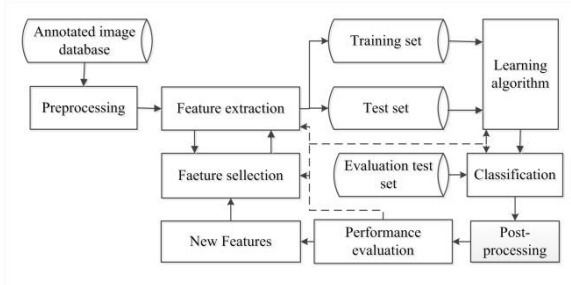 Annotated image
database
Training set
Learning
algorithm
Preprocessing
Feature extraction
Test set
Faeture sellection
Evaluation test
set
Classification
New Features
Performance
evaluation
Post-
processing